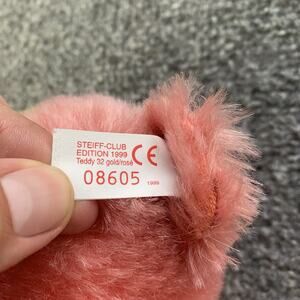 STEIFF-CLUB
EDITION 1999
Teddy 32 gold/rosé
CE
08605
1999